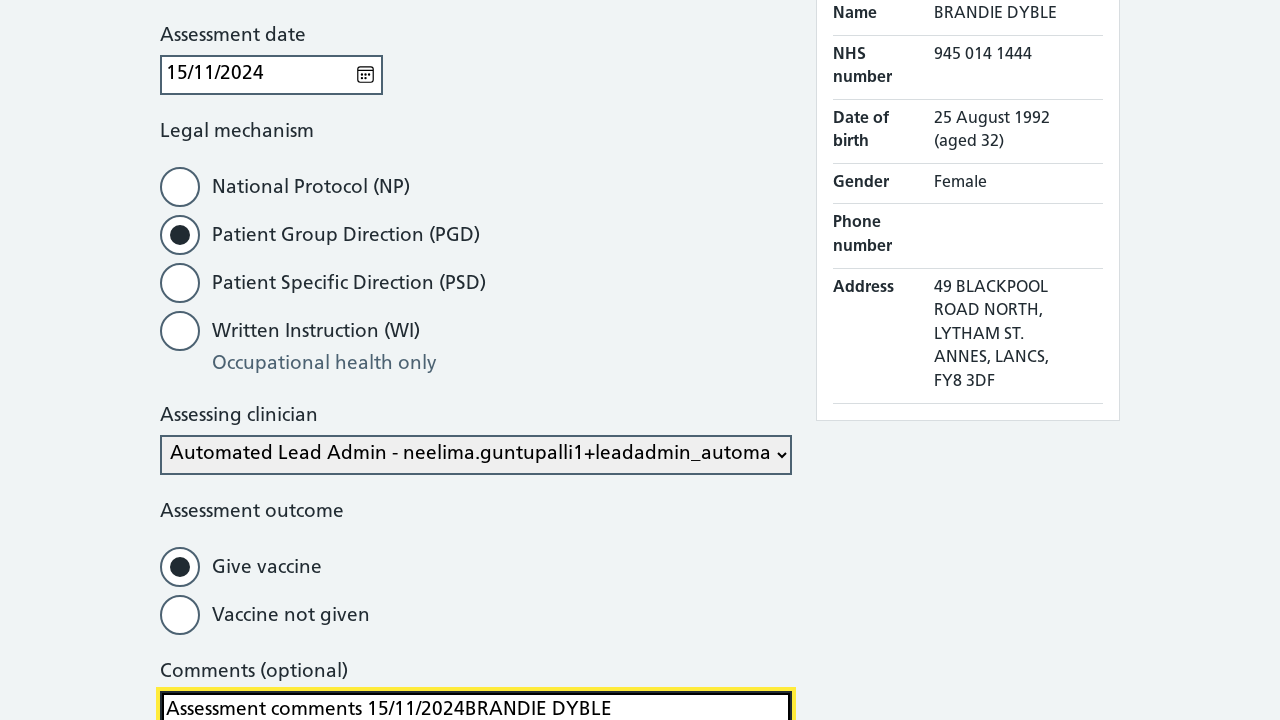 Assessment date
15/11/2024
Legal mechanism
National Protocol (NP)
Patient Group Direction (PGD)
Patient Specific Direction (PSD)
Written Instruction (WI)
Occupational health only
Assessing clinician
Automated Lead Admin - neelima.guntupalli1+leadadmin_automa
Assessment outcome
Give vaccine
Vaccine not given
Comments (optional)
Assessment comments 15/11/2024BRANDIE DYBLE
Name BRANDIE DYBLE
NHS 945 014 1444
number
Date of 25 August 1992
birth (aged 32)
Gender Female
Phone
number
Address 49 BLACKPOOL
ROAD NORTH,
LYTHAM ST.
ANNES, LANCS,
FY8 3DF